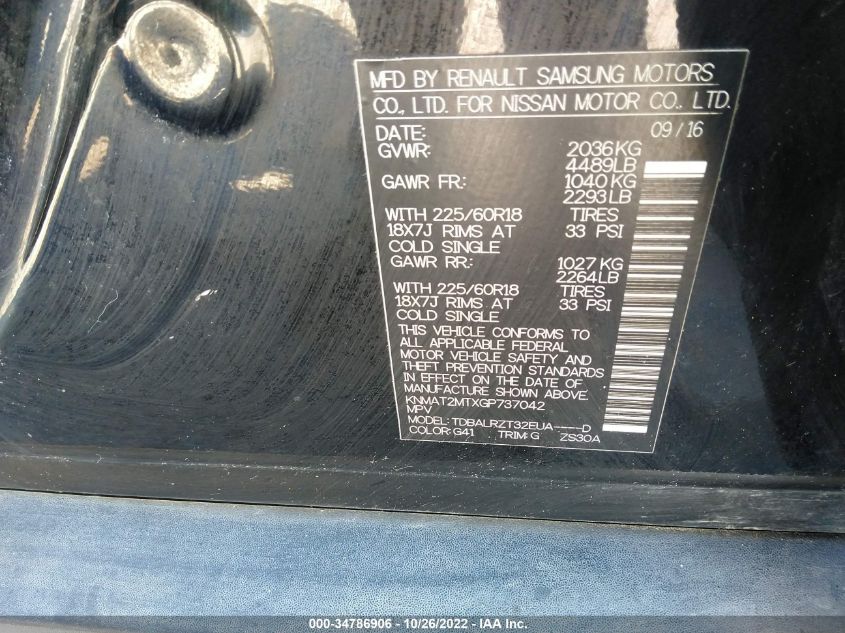 MFD BY RENAULT SAMSUNG MOTORS
CO., LTD. FOR NISSAN MOTOR CO., LTD.
DATE: 09/16
GVWR: 2036KG
4489LB
GAWR FR: 1040KG
2293LB
WITH 225/60R18 TIRES
18X7J RIMS AT 33 PSI
COLD SINGLE
GAWR RR: 1027KG
2264LB
WITH 225/60R18 TIRES
18X7J RIMS AT 33 PSI
COLD SINGLE
THIS VEHICLE CONFORMS TO
ALL APPLICABLE FEDERAL
MOTOR VEHICLE SAFETY AND
THEFT PREVENTION STANDARDS
IN EFFECT ON THE DATE OF
MANUFACTURE SHOWN ABOVE.
KNMAT2MTXGP737042
MPV
MODEL: TDBALRZT32EUA----D
COLOR: G41 TRIM: G ZS30A
000-34786906 - 10/26/2022 - IAA Inc.